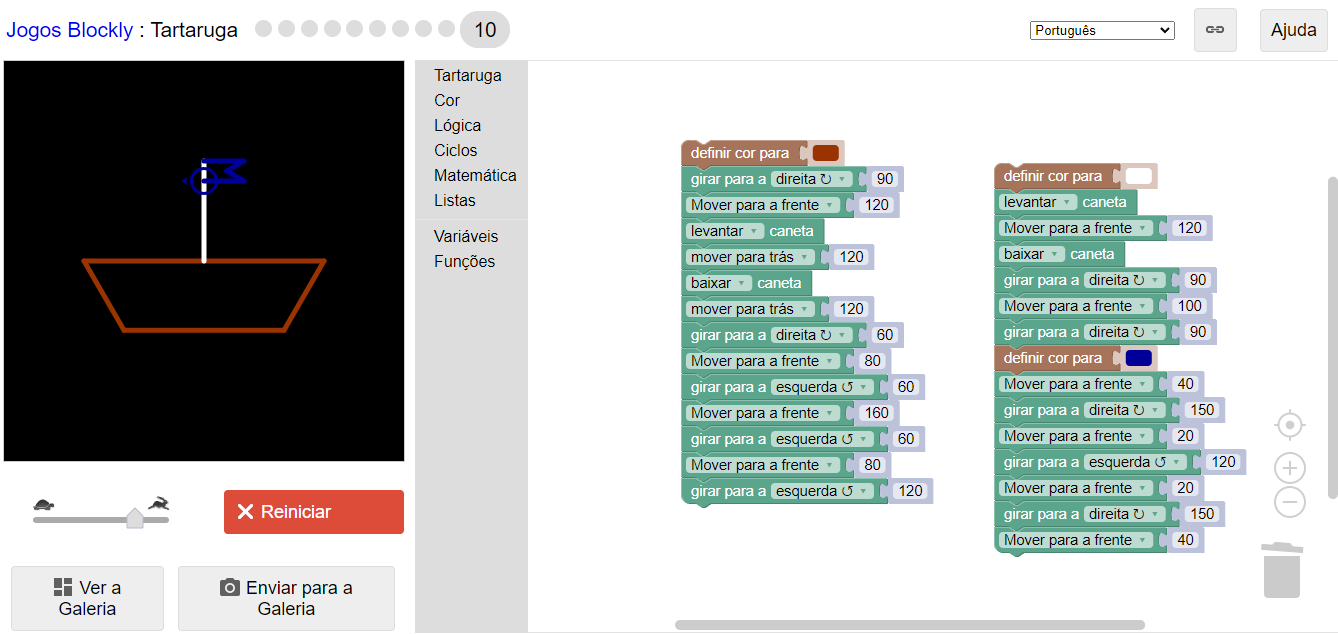 Jogos Blockly : Tartaruga 10 Português Ajuda
Tartaruga
Cor
Lógica
Ciclos
Matemática
Listas
Variáveis
Funções
definir cor para
girar para a direita ↻ 90
Mover para a frente 120
levantar caneta
mover para trás 120
baixar caneta
mover para trás 120
girar para a direita ↻ 60
Mover para a frente 80
girar para a esquerda ↺ 60
Mover para a frente 160
girar para a esquerda ↺ 60
Mover para a frente 80
girar para a esquerda ↺ 120
definir cor para
levantar caneta
Mover para a frente 120
baixar caneta
girar para a direita ↻ 90
Mover para a frente 100
girar para a direita ↻ 90
definir cor para
Mover para a frente 40
girar para a direita ↻ 150
Mover para a frente 20
girar para a esquerda ↺ 120
Mover para a frente 20
girar para a direita ↻ 150
Mover para a frente 40
Reiniciar
Ver a
Galeria
Enviar para a
Galeria